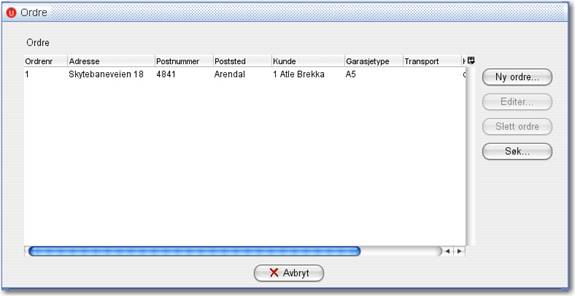 Ordre
Ordre
Ordrenr Adresse Postnummer Poststed Kunde Garasjetype Transport
1 Skytebaneveien 18 4841 Arendal 1 Atle Brekka A5
Ny ordre...
Editer...
Slett ordre
Søk...
Avbryt